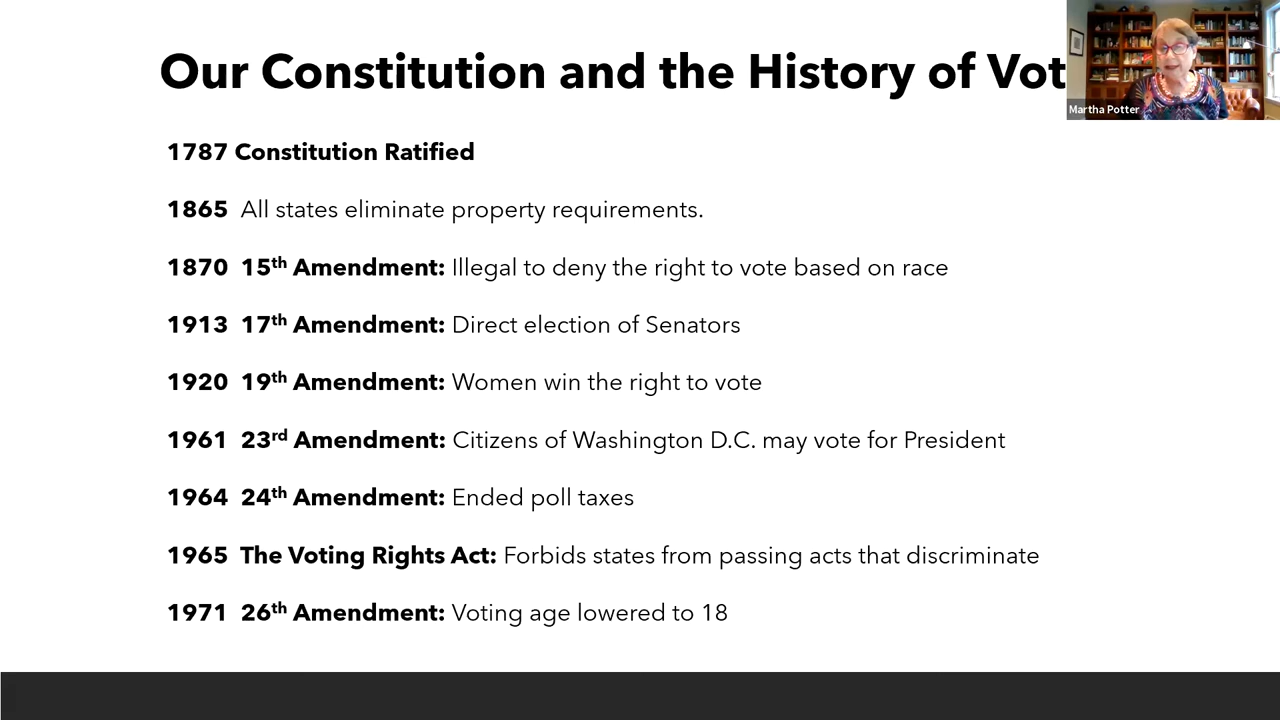 Our Constitution and the History of Vot
Martha Potter
1787 Constitution Ratified
1865 All states eliminate property requirements.
1870 15th Amendment: Illegal to deny the right to vote based on race
1913 17th Amendment: Direct election of Senators
1920 19th Amendment: Women win the right to vote
1961 23rd Amendment: Citizens of Washington D.C. may vote for President
1964 24th Amendment: Ended poll taxes
1965 The Voting Rights Act: Forbids states from passing acts that discriminate
1971 26th Amendment: Voting age lowered to 18